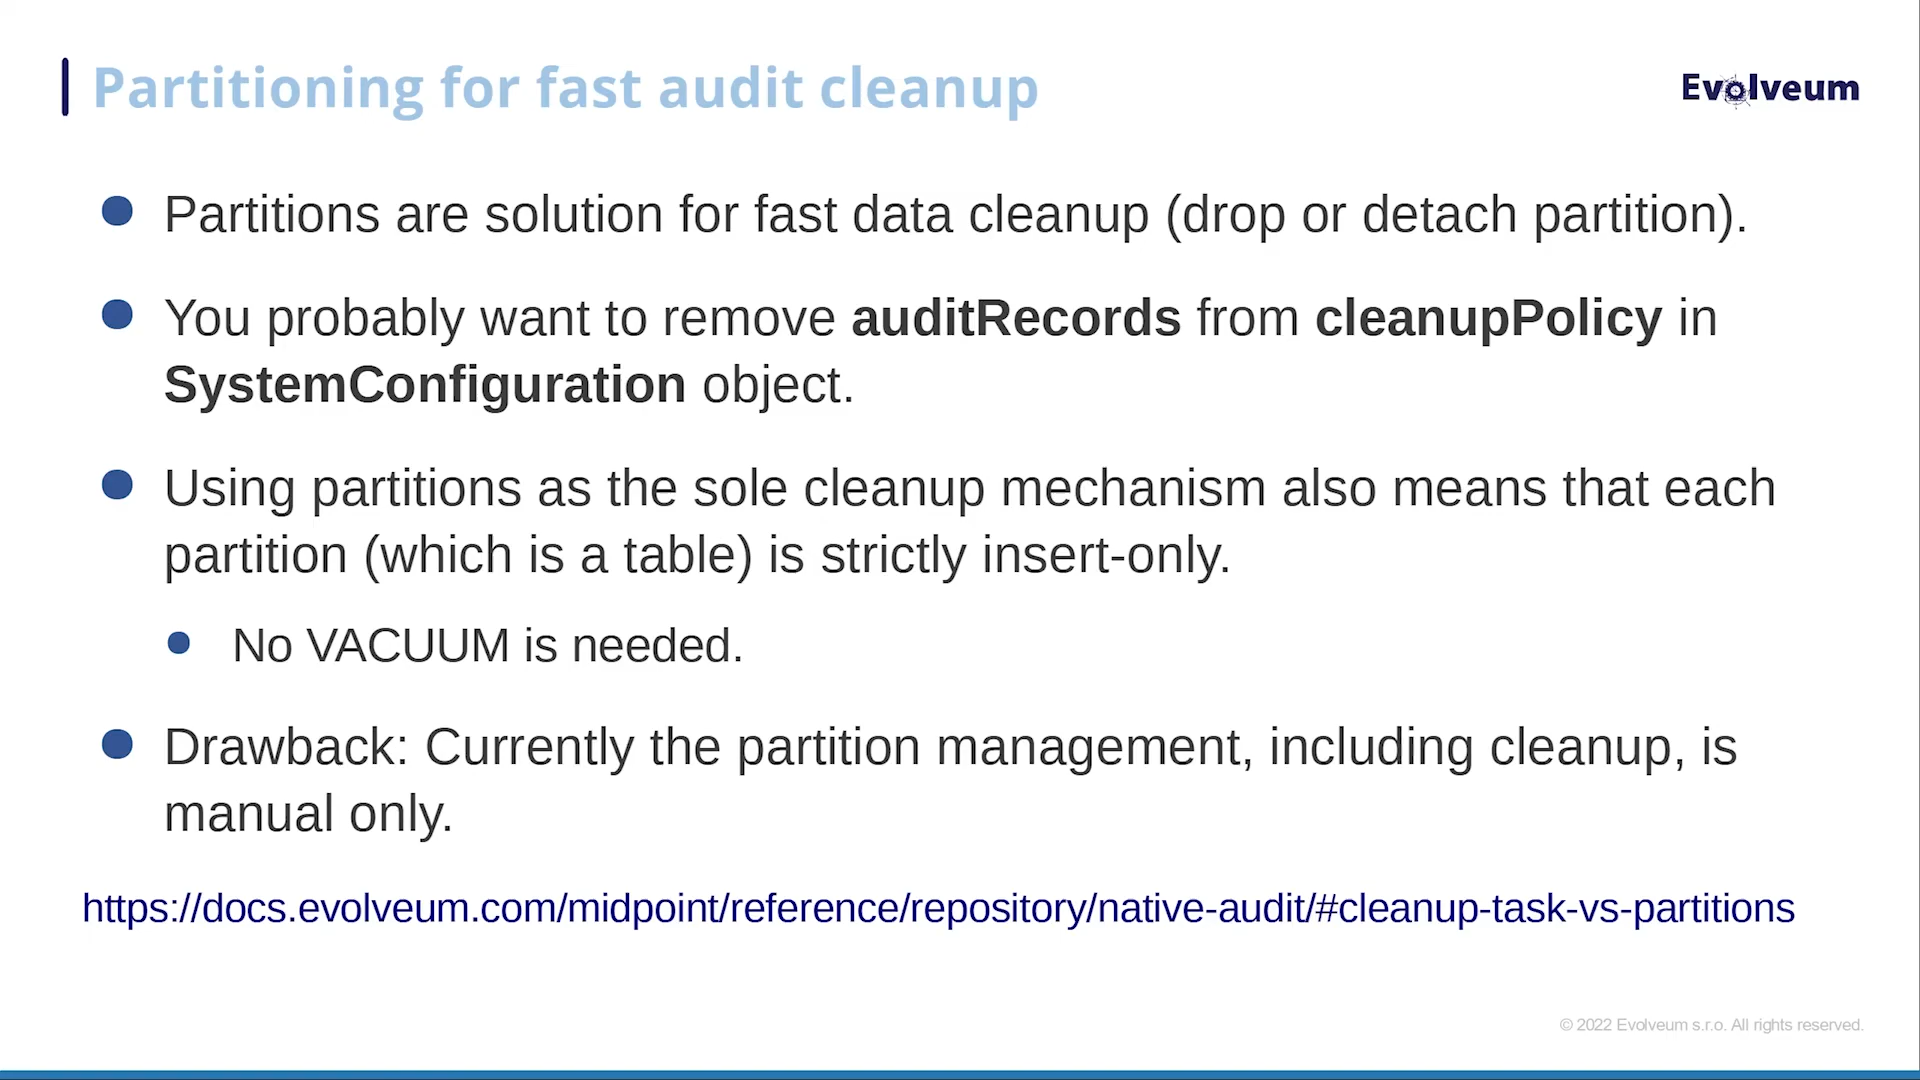 Partitioning for fast audit cleanup
Evolveum
Partitions are solution for fast data cleanup (drop or detach partition).
You probably want to remove auditRecords from cleanupPolicy in
SystemConfiguration object.
Using partitions as the sole cleanup mechanism also means that each
partition (which is a table) is strictly insert-only.
No VACUUM is needed.
Drawback: Currently the partition management, including cleanup, is
manual only.
https://docs.evolveum.com/midpoint/reference/repository/native-audit/#cleanup-task-vs-partitions
© 2022 Evolveum s.r.o. All rights reserved.